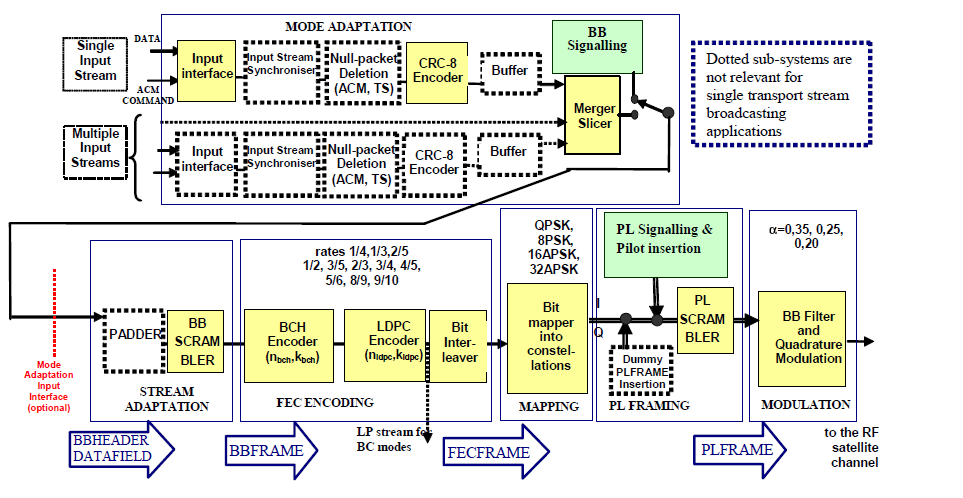 MODE ADAPTATION
Single
Input
Stream
DATA
ACM
COMMAND
Input
interface
Input Stream
Synchroniser
Null-packet
Deletion
(ACM, TS)
CRC-8
Encoder
Buffer
BB
Signalling
Merger
Slicer
Dotted sub-systems are
not relevant for
single transport stream
broadcasting
applications
Multiple
Input
Streams
Input
interface
Input Stream
Synchroniser
Null-packet
Deletion
(ACM, TS)
CRC-8
Encoder
Buffer
rates 1/4,1/3,2/5
1/2, 3/5, 2/3, 3/4, 4/5,
5/6, 8/9, 9/10
QPSK,
8PSK,
16APSK,
32APSK
PL Signalling &
Pilot insertion
α=0,35, 0,25,
0,20
PADDER
BB
SCRAM
BLER
BCH
Encoder
(nbch,kbch)
LDPC
Encoder
(nldpc,kldpc)
Bit
Inter-
leaver
Bit
mapper
into
constel-
lations
I
Q
Dummy
PLFRAME
Insertion
PL
SCRAM
BLER
BB Filter
and
Quadrature
Modulation
Mode
Adaptation
Input
Interface
(optional)
STREAM
ADAPTATION
FEC ENCODING
MAPPING
PL FRAMING
MODULATION
LP stream for
BC modes
to the RF
satellite
channel
BBHEADER
DATAFIELD
BBFRAME
FECFRAME
PLFRAME